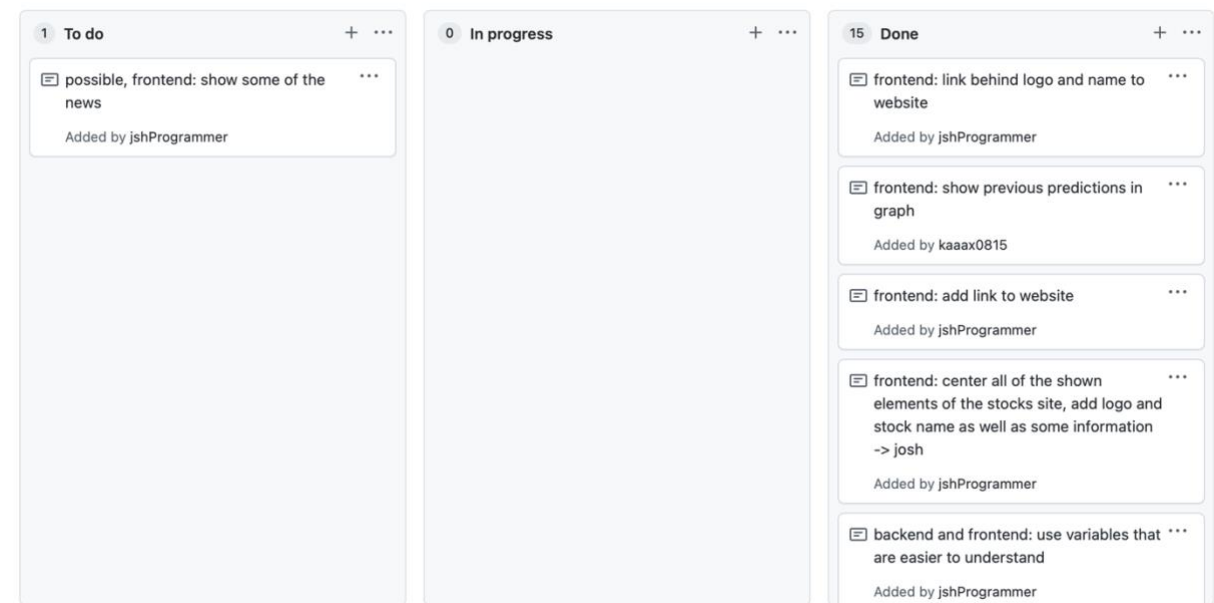 1 To do
possible, frontend: show some of the
news
Added by jshProgrammer
0 In progress
15 Done
frontend: link behind logo and name to
website
Added by jshProgrammer
frontend: show previous predictions in
graph
Added by kaaax0815
frontend: add link to website
Added by jshProgrammer
frontend: center all of the shown
elements of the stocks site, add logo and
stock name as well as some information
-> josh
Added by jshProgrammer
backend and frontend: use variables that
are easier to understand
Added by jshProgrammer